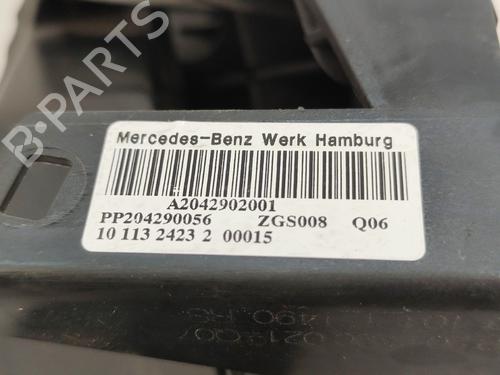 B-Parts
Mercedes-Benz Werk Hamburg
A2042902001
PP204290056 ZGS008 Q06
10 113 2423 2 00015